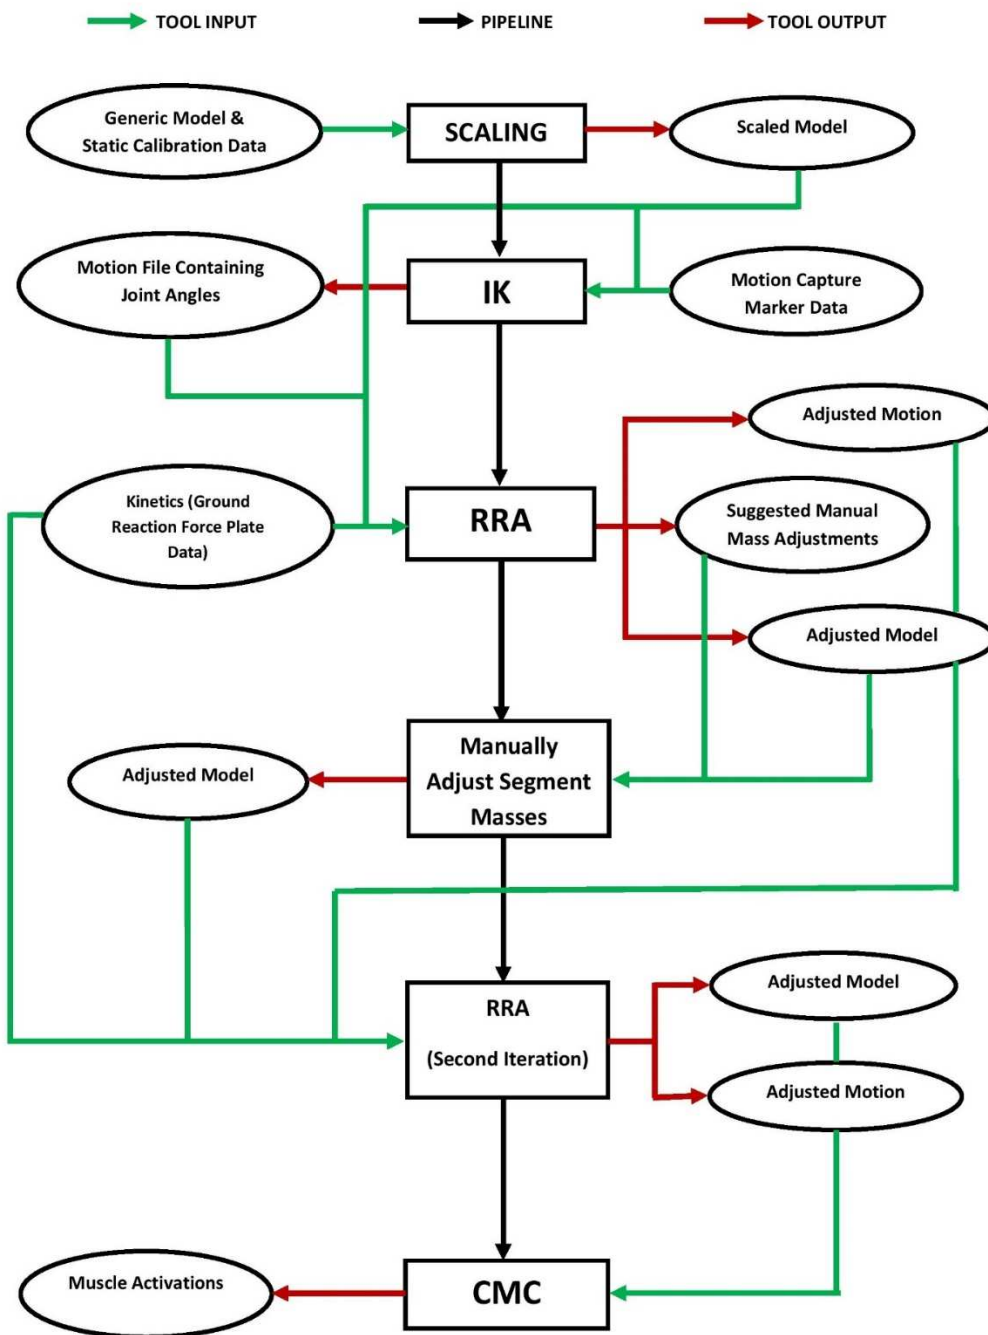 TOOL INPUT
PIPELINE
TOOL OUTPUT
Generic Model &
Static Calibration Data
SCALING
Scaled Model
Motion File Containing
Joint Angles
IK
Motion Capture
Marker Data
Adjusted Motion
Kinetics (Ground
Reaction Force Plate
Data)
RRA
Suggested Manual
Mass Adjustments
Adjusted Model
Manually
Adjust Segment
Masses
Adjusted Model
RRA
(Second Iteration)
Adjusted Model
Adjusted Motion
Muscle Activations
CMC